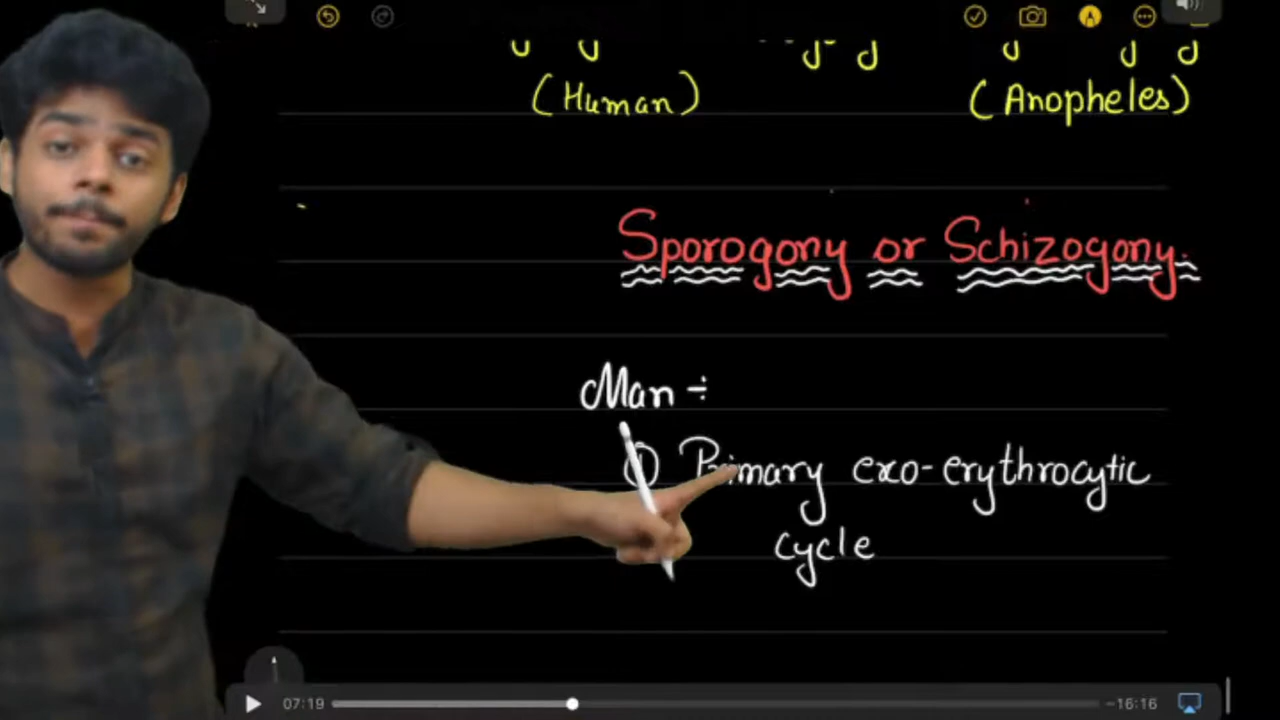 (Human) (Anopheles)
Sporogony or Schizogony.
Man ÷
① Primary exo-erythrocytic
cycle
07:19 -16:16